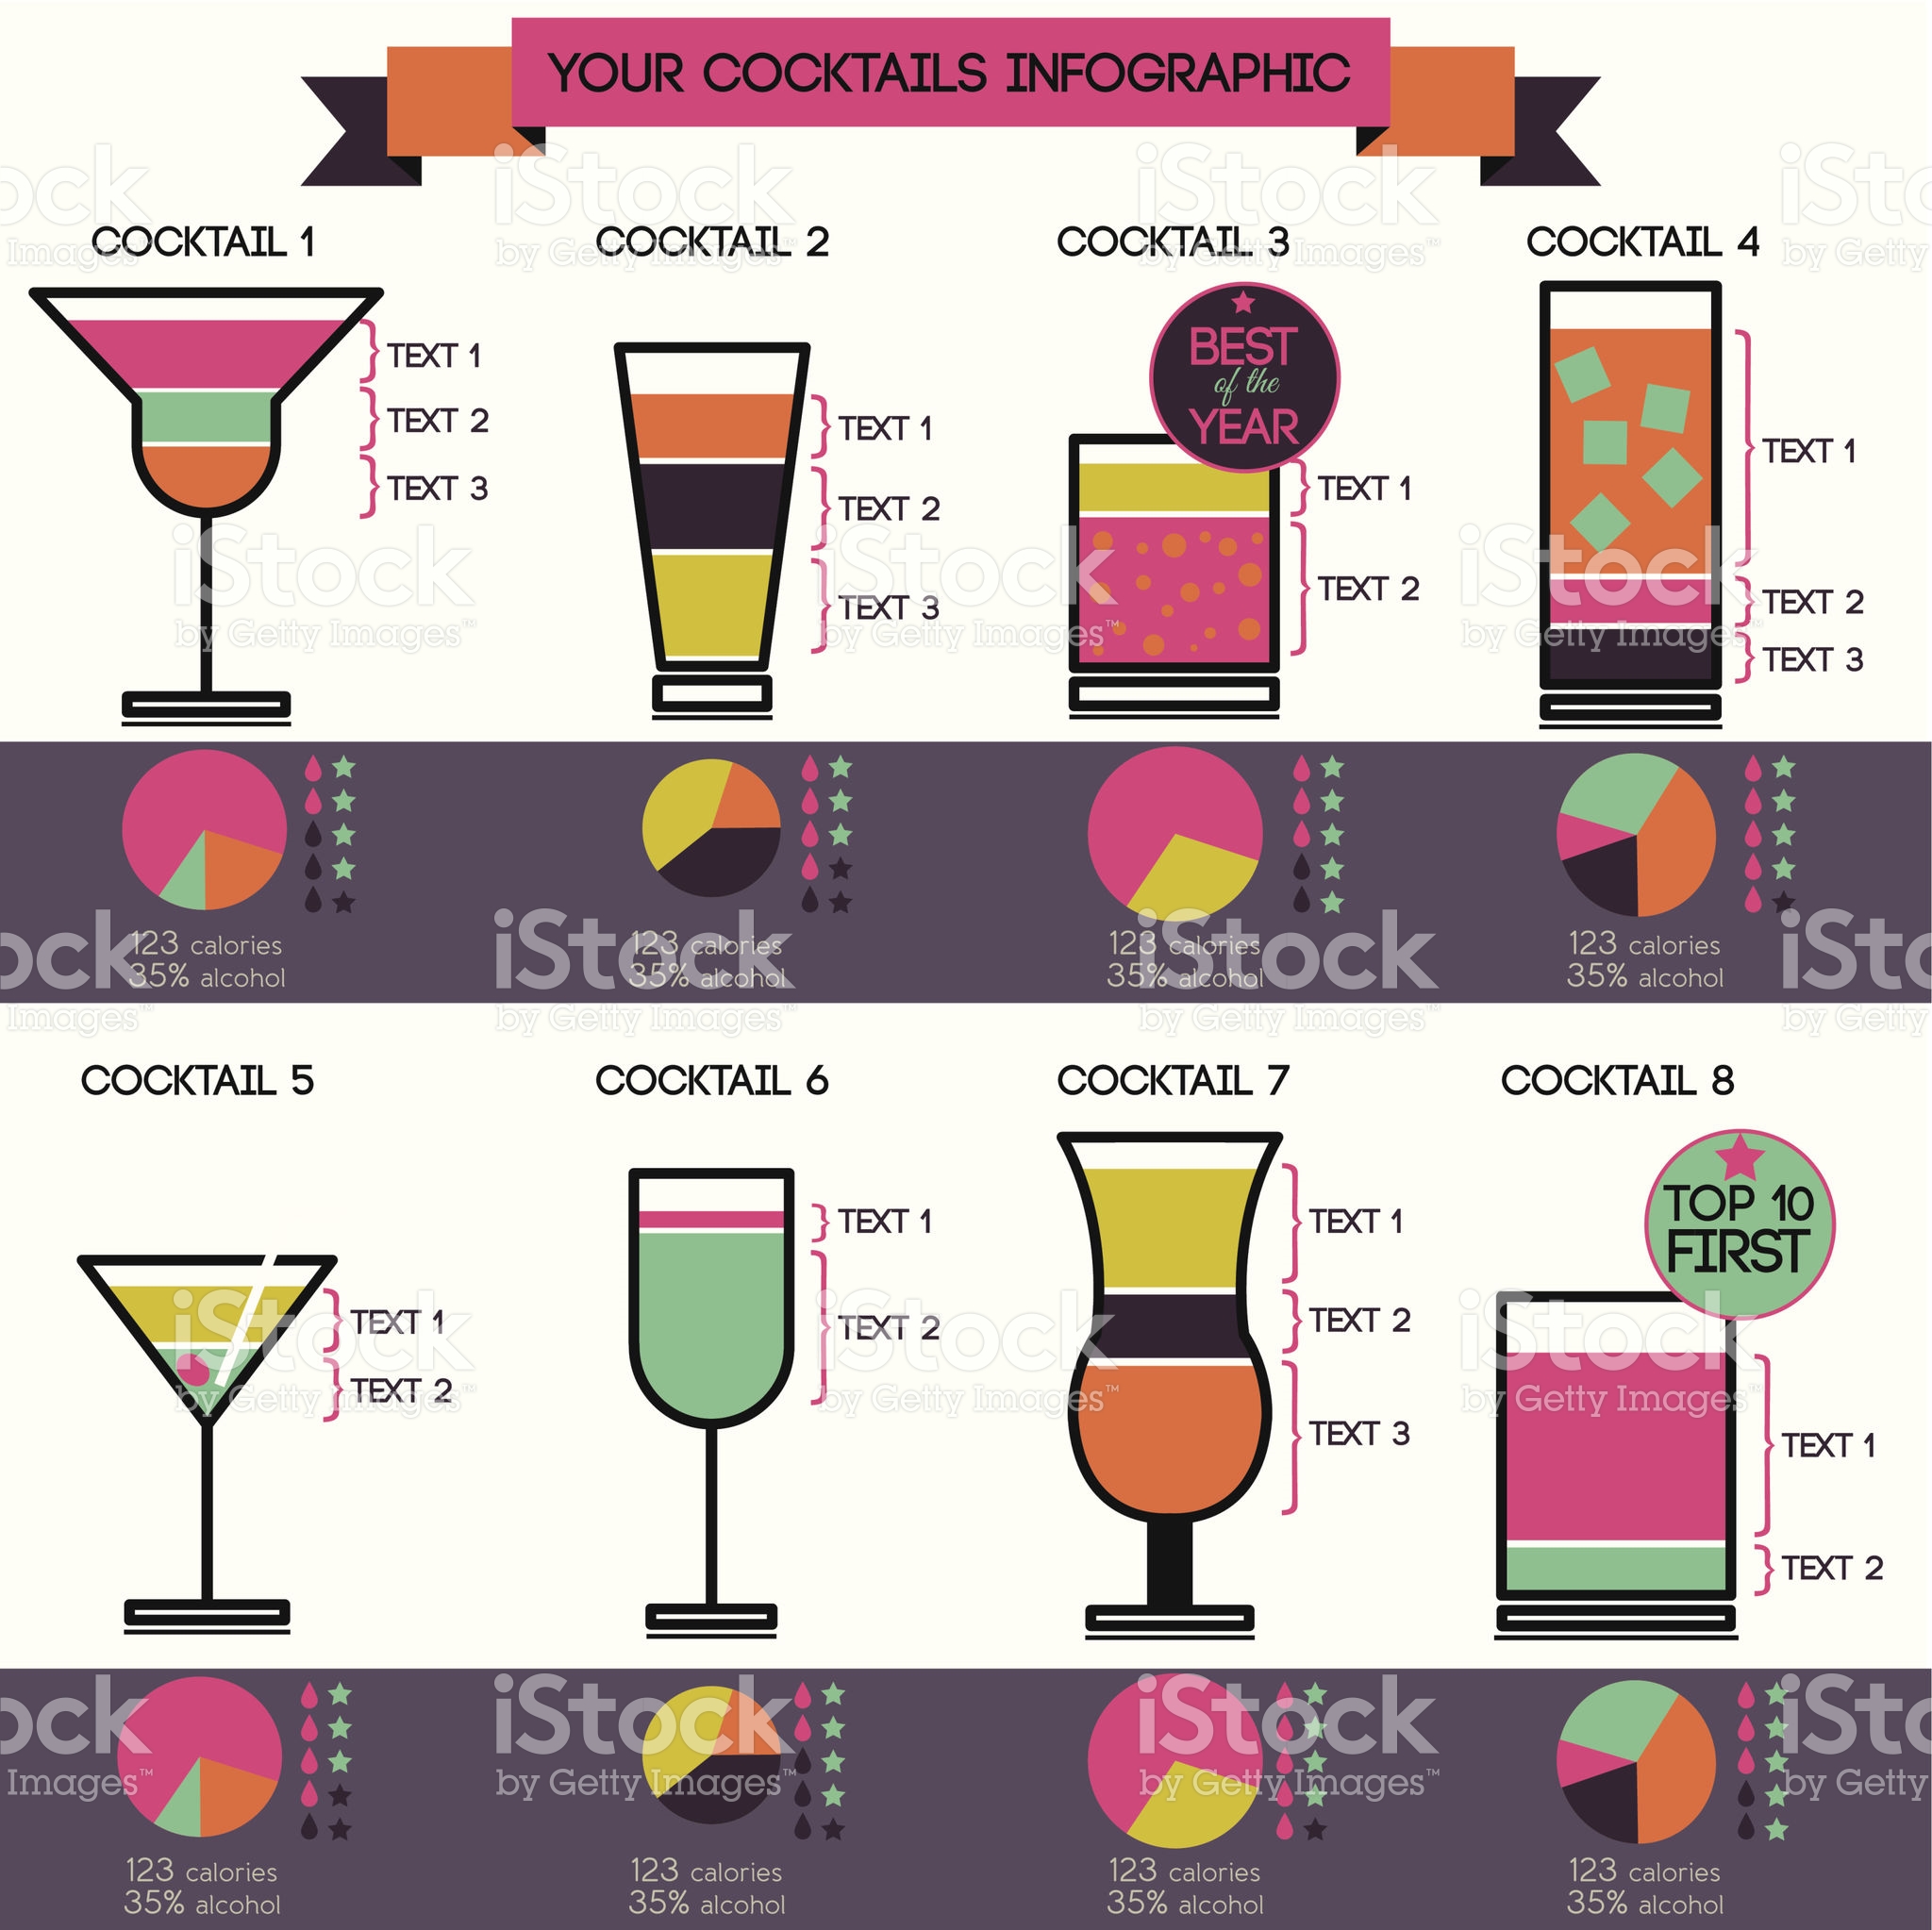 YOUR COCKTAILS INFOGRAPHIC
COCKTAIL 1
TEXT 1
TEXT 2
TEXT 3
COCKTAIL 2
TEXT 1
TEXT 2
TEXT 3
COCKTAIL 3
BEST
of the
YEAR
TEXT 1
TEXT 2
COCKTAIL 4
TEXT 1
TEXT 2
TEXT 3
123 calories
35% alcohol
123 calories
35% alcohol
123 calories
35% alcohol
123 calories
35% alcohol
COCKTAIL 5
TEXT 1
TEXT 2
COCKTAIL 6
TEXT 1
TEXT 2
COCKTAIL 7
TEXT 1
TEXT 2
TEXT 3
COCKTAIL 8
TOP 10
FIRST
TEXT 1
TEXT 2
123 calories
35% alcohol
123 calories
35% alcohol
123 calories
35% alcohol
123 calories
35% alcohol
iStock
by Getty Images™